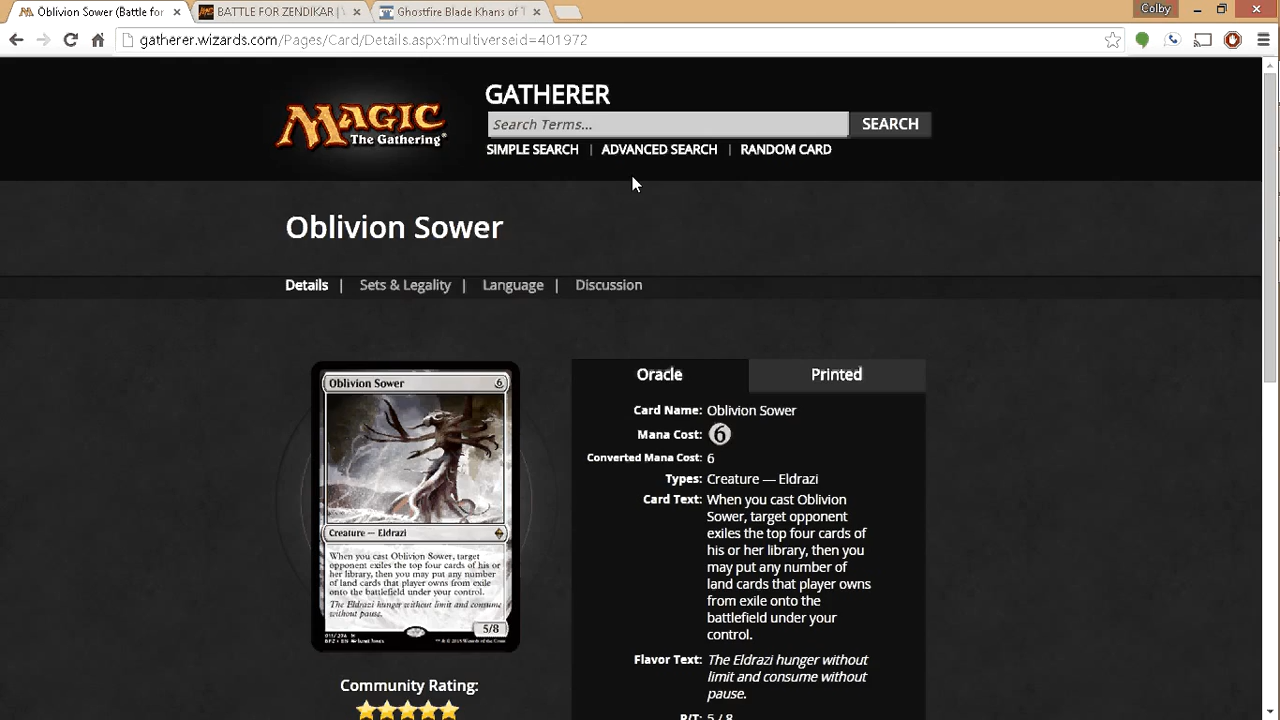 Oblivion Sower (Battle for
BATTLE FOR ZENDIKAR |
Ghostfire Blade Khans of T
Colby
gatherer.wizards.com/Pages/Card/Details.aspx?multiverseid=401972
MAGIC
The Gathering®
GATHERER
Search Terms...
SEARCH
SIMPLE SEARCH | ADVANCED SEARCH | RANDOM CARD
Oblivion Sower
Details | Sets & Legality | Language | Discussion
Oblivion Sower 6
Creature — Eldrazi
When you cast Oblivion Sower, target
opponent exiles the top four cards of his
or her library, then you may put any number
of land cards that player owns from exile
onto the battlefield under your control.
The Eldrazi hunger without limit and consume
without pause.
5/8
Community Rating:
Oracle
Printed
Card Name: Oblivion Sower
Mana Cost: 6
Converted Mana Cost: 6
Types: Creature — Eldrazi
Card Text: When you cast Oblivion
Sower, target opponent
exiles the top four cards of
his or her library, then you
may put any number of
land cards that player owns
from exile onto the
battlefield under your
control.
Flavor Text: The Eldrazi hunger without
limit and consume without
pause.
P/T: 5 / 8